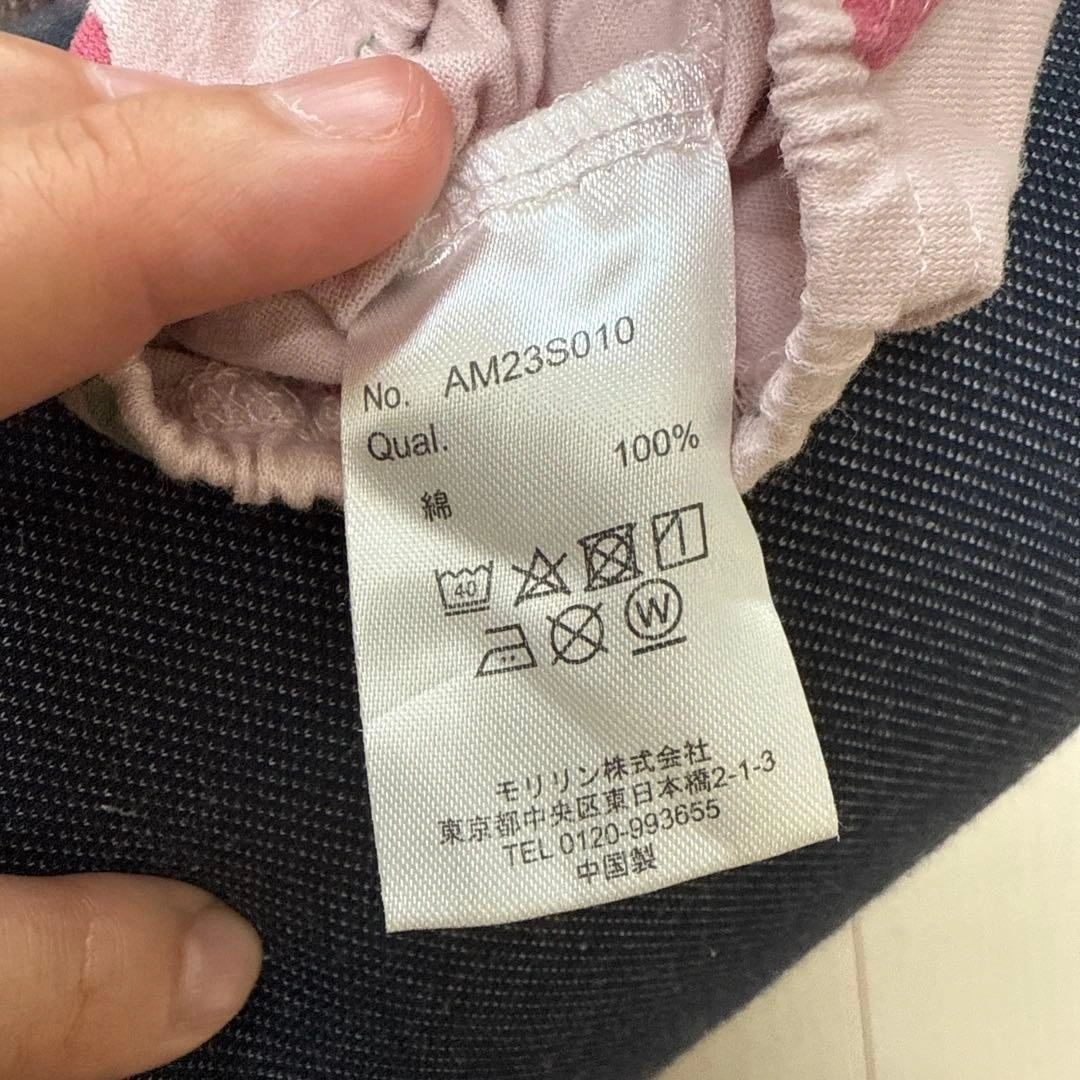 No. AM23S010
Qual.
綿 100%
40
W
モリリン株式会社
東京都中央区東日本橋2-1-3
TEL 0120-993655
中国製